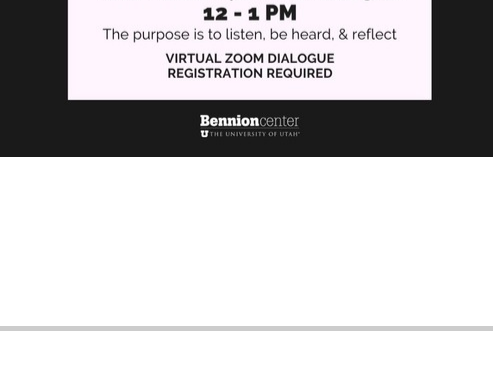 12 - 1 PM
The purpose is to listen, be heard, & reflect
VIRTUAL ZOOM DIALOGUE
REGISTRATION REQUIRED
Bennioncenter
U THE UNIVERSITY OF UTAH®